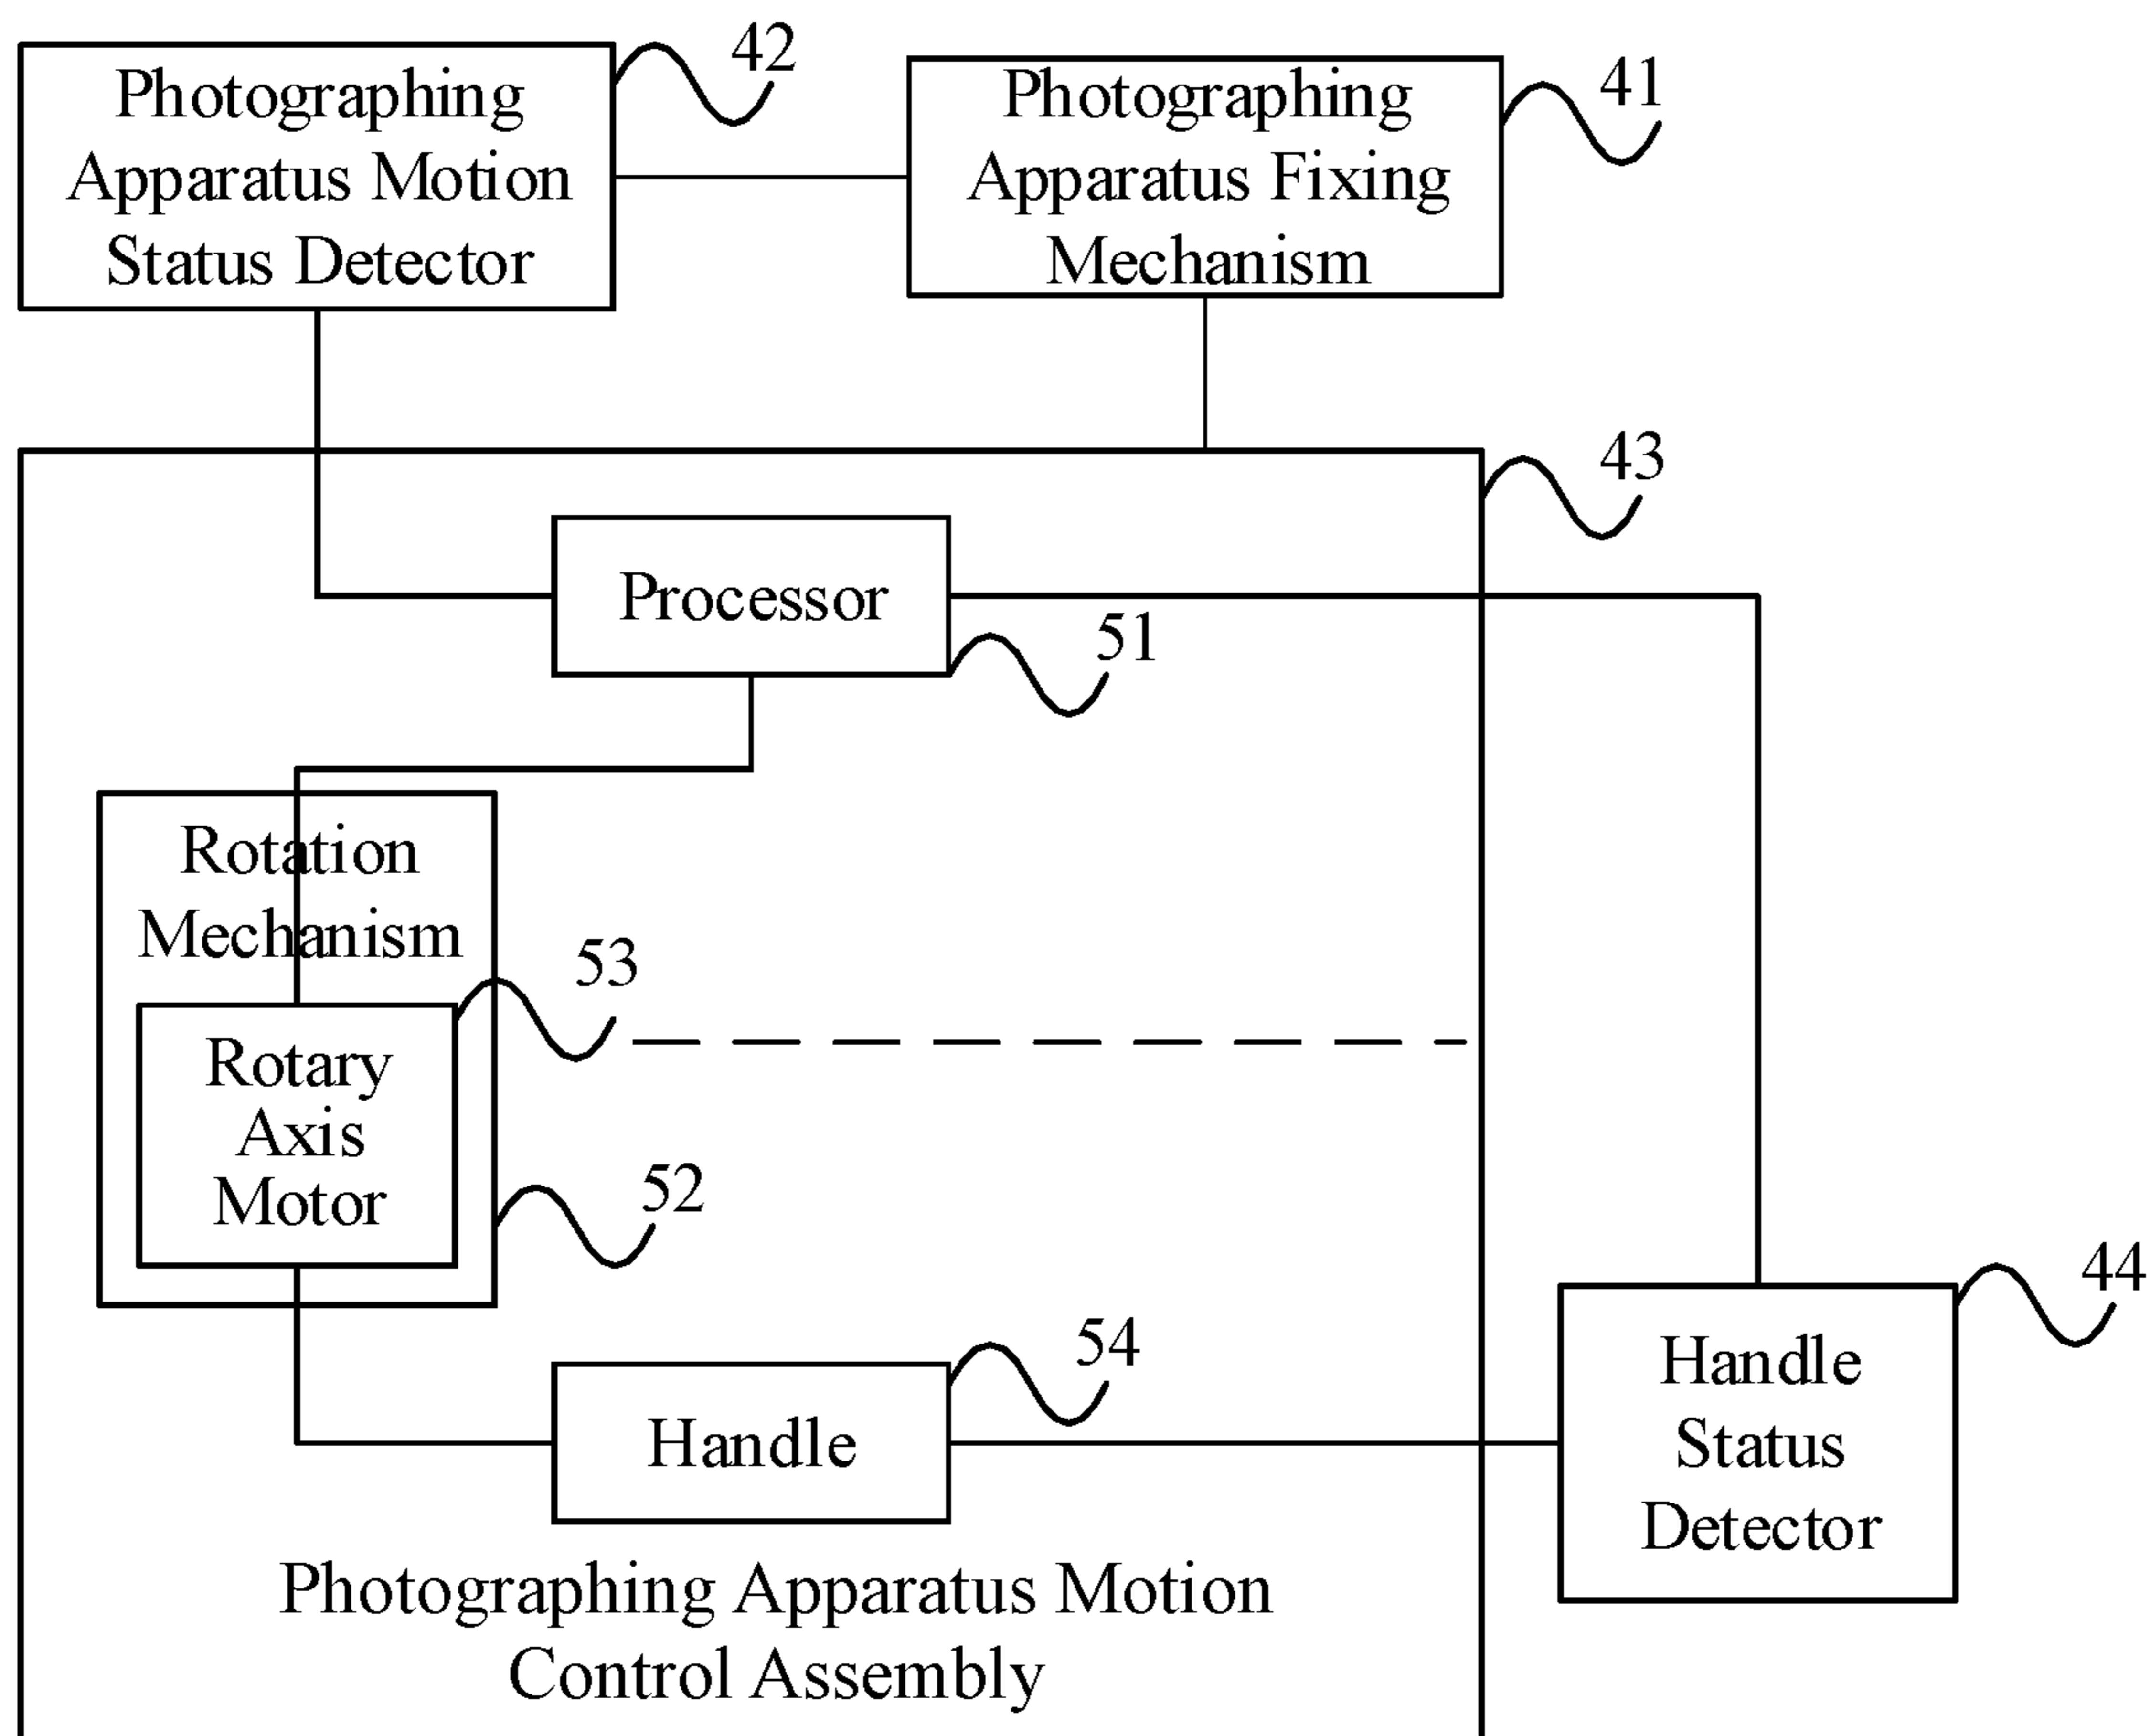 42
Photographing
Apparatus Motion
Status Detector
Photographing
Apparatus Fixing
Mechanism
41
43
Processor
51
Rotation
Mechanism
53
Rotary
Axis
Motor
52
54
Handle
44
Handle
Status
Detector
Photographing Apparatus Motion
Control Assembly